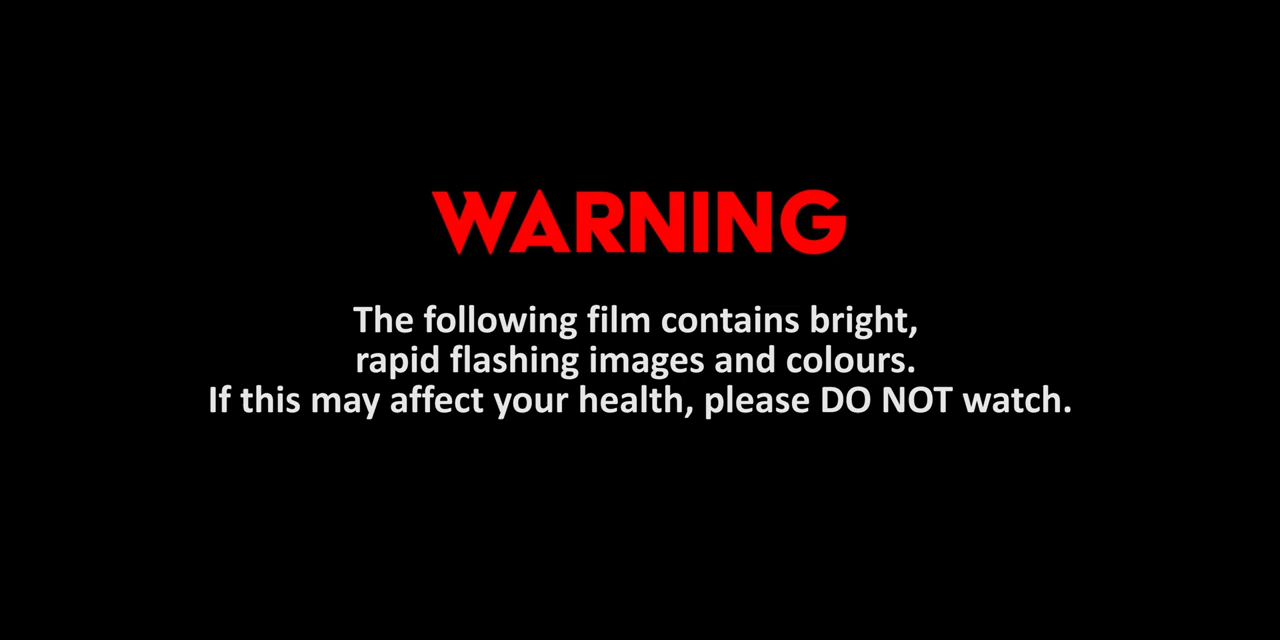 WARNING
The following film contains bright,
rapid flashing images and colours.
If this may affect your health, please DO NOT watch.